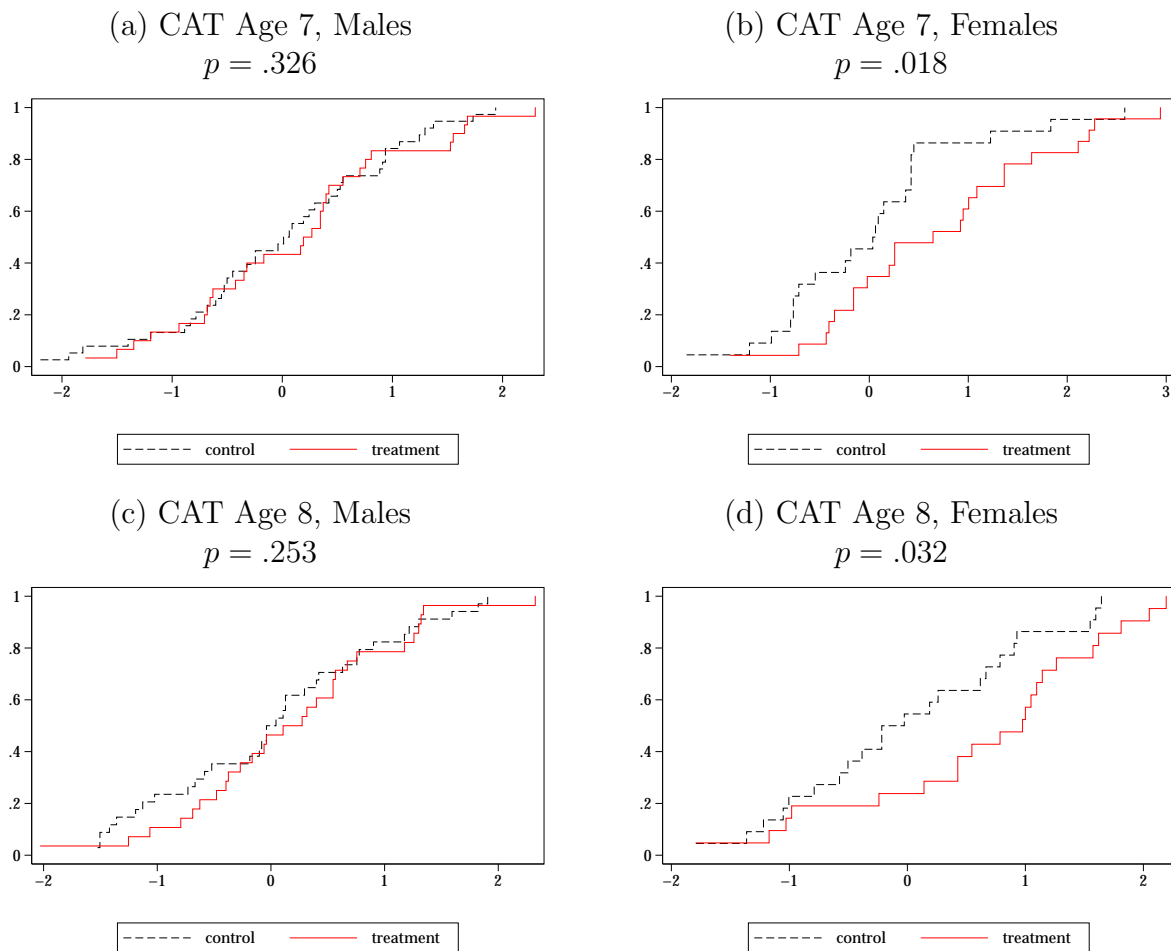 (a) CAT Age 7, Males
p = .326
1
.8
.6
.4
.2
0
−2 −1 0 1 2
control treatment
(b) CAT Age 7, Females
p = .018
1
.8
.6
.4
.2
0
−2 −1 0 1 2 3
control treatment
(c) CAT Age 8, Males
p = .253
1
.8
.6
.4
.2
0
−2 −1 0 1 2
control treatment
(d) CAT Age 8, Females
p = .032
1
.8
.6
.4
.2
0
−2 −1 0 1 2
control treatment